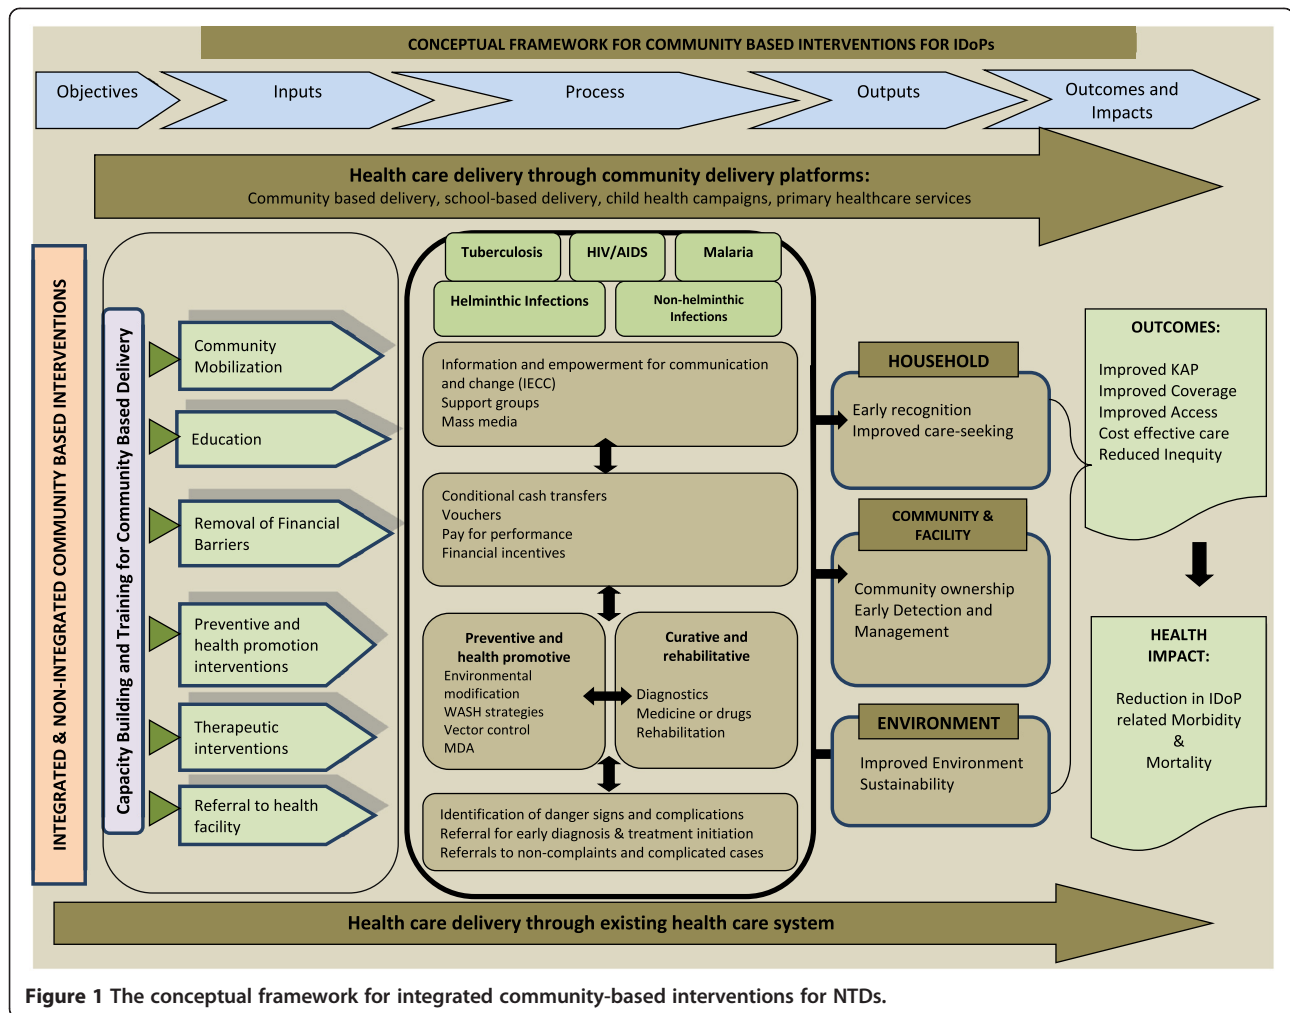 CONCEPTUAL FRAMEWORK FOR COMMUNITY BASED INTERVENTIONS FOR IDoPs
Objectives
Inputs
Process
Outputs
Outcomes and
Impacts
Health care delivery through community delivery platforms:
Community based delivery, school-based delivery, child health campaigns, primary healthcare services
INTEGRATED & NON-INTEGRATED COMMUNITY BASED INTERVENTIONS
Capacity Building and Training for Community Based Delivery
Community
Mobilization
Education
Removal of Financial
Barriers
Preventive and
health promotion
interventions
Therapeutic
interventions
Referral to health
facility
Tuberculosis
HIV/AIDS
Malaria
Helminthic Infections
Non-helminthic
Infections
Information and empowerment for communication
and change (IECC)
Support groups
Mass media
Conditional cash transfers
Vouchers
Pay for performance
Financial incentives
Preventive and
health promotive
Environmental
modification
WASH strategies
Vector control
MDA
Curative and
rehabilitative
Diagnostics
Medicine or drugs
Rehabilitation
Identification of danger signs and complications
Referral for early diagnosis & treatment initiation
Referrals to non-complaints and complicated cases
HOUSEHOLD
Early recognition
Improved care-seeking
COMMUNITY &
FACILITY
Community ownership
Early Detection and
Management
ENVIRONMENT
Improved Environment
Sustainability
OUTCOMES:
Improved KAP
Improved Coverage
Improved Access
Cost effective care
Reduced Inequity
HEALTH
IMPACT:
Reduction in IDoP
related Morbidity
&
Mortality
Health care delivery through existing health care system
Figure 1 The conceptual framework for integrated community-based interventions for NTDs.